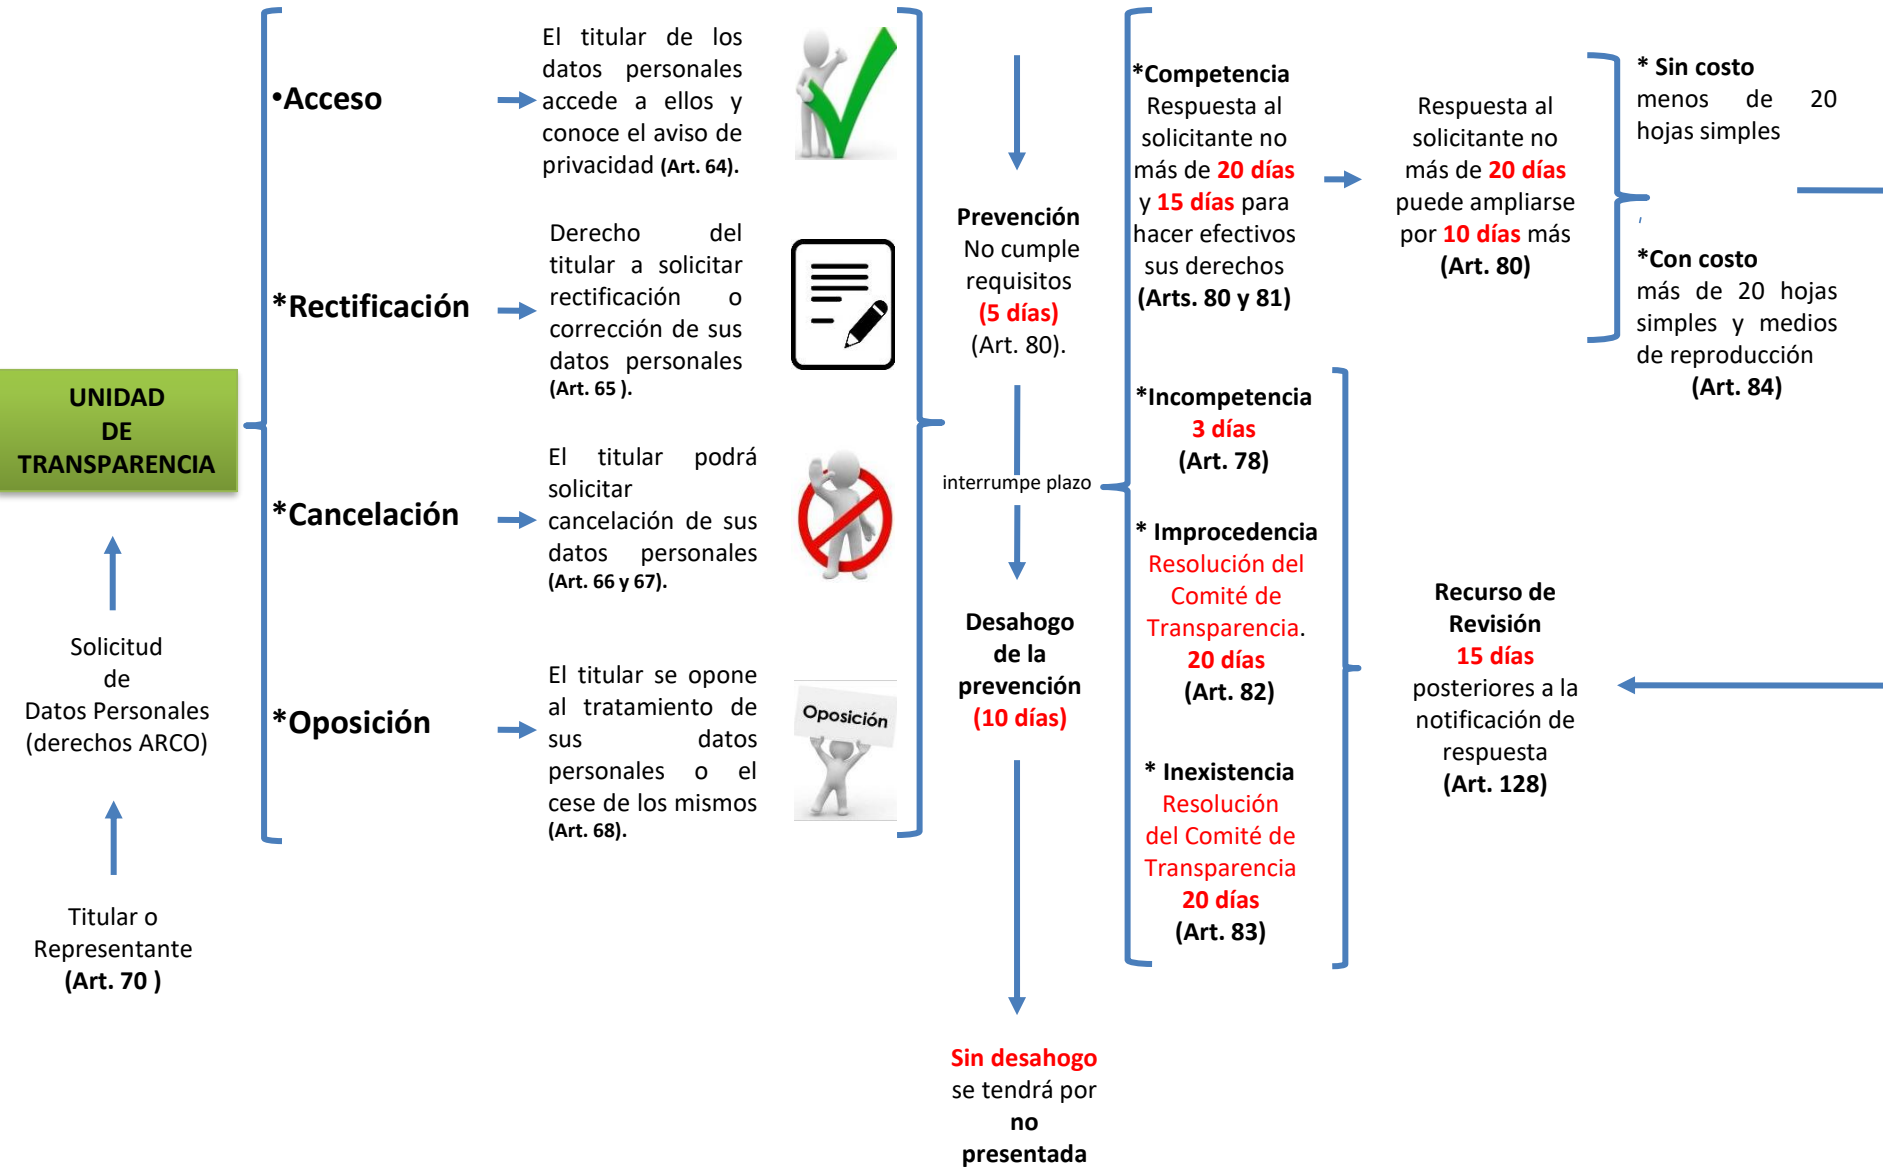 UNIDAD
DE
TRANSPARENCIA
Solicitud
de
Datos Personales
(derechos ARCO)
Titular o
Representante
(Art. 70 )
•Acceso
El titular de los
datos personales
accede a ellos y
conoce el aviso de
privacidad (Art. 64).
*Rectificación
Derecho del
titular a solicitar
rectificación o
corrección de sus
datos personales
(Art. 65 ).
*Cancelación
El titular podrá
solicitar
cancelación de sus
datos personales
(Art. 66 y 67).
*Oposición
El titular se opone
al tratamiento de
sus datos
personales o el
cese de los mismos
(Art. 68).
Oposición
Prevención
No cumple
requisitos
(5 días)
(Art. 80).
interrumpe plazo
Desahogo
de la
prevención
(10 días)
Sin desahogo
se tendrá por
no
presentada
*Competencia
Respuesta al
solicitante no
más de 20 días
y 15 días para
hacer efectivos
sus derechos
(Arts. 80 y 81)
*Incompetencia
3 días
(Art. 78)
* Improcedencia
Resolución del
Comité de
Transparencia.
20 días
(Art. 82)
* Inexistencia
Resolución
del Comité de
Transparencia
20 días
(Art. 83)
Respuesta al
solicitante no
más de 20 días
puede ampliarse
por 10 días más
(Art. 80)
* Sin costo
menos de 20
hojas simples
,
*Con costo
más de 20 hojas
simples y medios
de reproducción
(Art. 84)
Recurso de
Revisión
15 días
posteriores a la
notificación de
respuesta
(Art. 128)